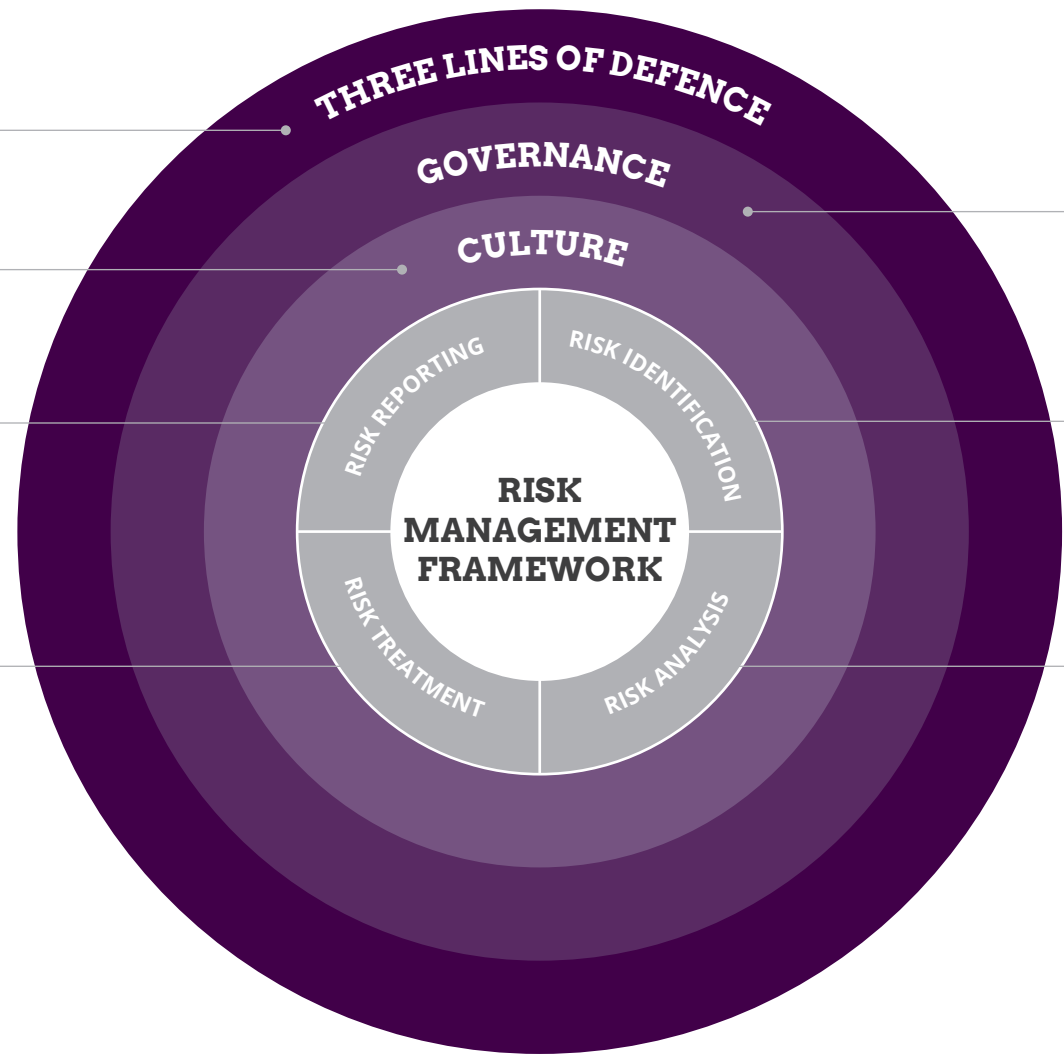 THREE LINES OF DEFENCE
GOVERNANCE
CULTURE
RISK REPORTING
RISK IDENTIFICATION
RISK
MANAGEMENT
FRAMEWORK
RISK TREATMENT
RISK ANALYSIS